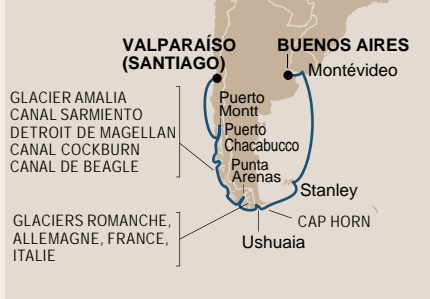 VALPARAÍSO
(SANTIAGO)
BUENOS AIRES
Montévideo
GLACIER AMALIA
CANAL SARMIENTO
DETROIT DE MAGELLAN
CANAL COCKBURN
CANAL DE BEAGLE
Puerto
Montt
Puerto
Chacabucco
Punta
Arenas
Stanley
GLACIERS ROMANCHE,
ALLEMAGNE, FRANCE,
ITALIE
CAP HORN
Ushuaia